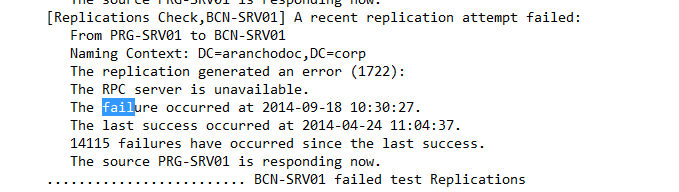 The source PRG-SRV01 is responding now.
[Replications Check,BCN-SRV01] A recent replication attempt failed:
From PRG-SRV01 to BCN-SRV01
Naming Context: DC=aranchodoc,DC=corp
The replication generated an error (1722):
The RPC server is unavailable.
The failure occurred at 2014-09-18 10:30:27.
The last success occurred at 2014-04-24 11:04:37.
14115 failures have occurred since the last success.
The source PRG-SRV01 is responding now.
......................... BCN-SRV01 failed test Replications